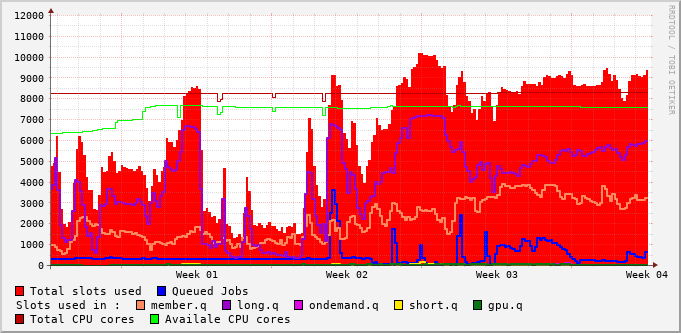 12000
11000
10000
9000
8000
7000
6000
5000
4000
3000
2000
1000
0
RRDTOOL / TOBI OETIKER
Week 01 Week 02 Week 03 Week 04
Total slots used Queued Jobs
Slots used in : member.q long.q ondemand.q short.q gpu.q
Total CPU cores Availale CPU cores